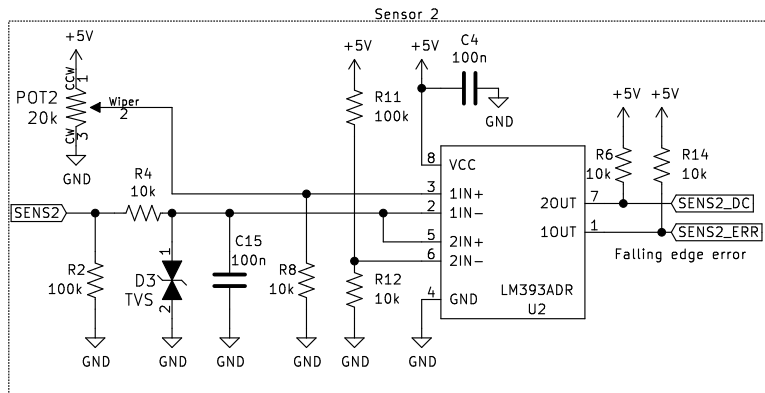 Sensor 2
+5V
CCW
1
POT2
20k
Wiper
2
CW
3
GND
+5V
R11
100k
+5V
C4
100n
GND
+5V
+5V
R6
10k
R14
10k
8
VCC
3
1IN+
2
1IN-
5
2IN+
6
2IN-
4
GND
2OUT
7
1OUT
1
LM393ADR
U2
SENS2_DC
SENS2_ERR
Falling edge error
R4
10k
SENS2
R2
100k
1
D3
TVS
2
C15
100n
R8
10k
R12
10k
GND
GND
GND
GND
GND
GND